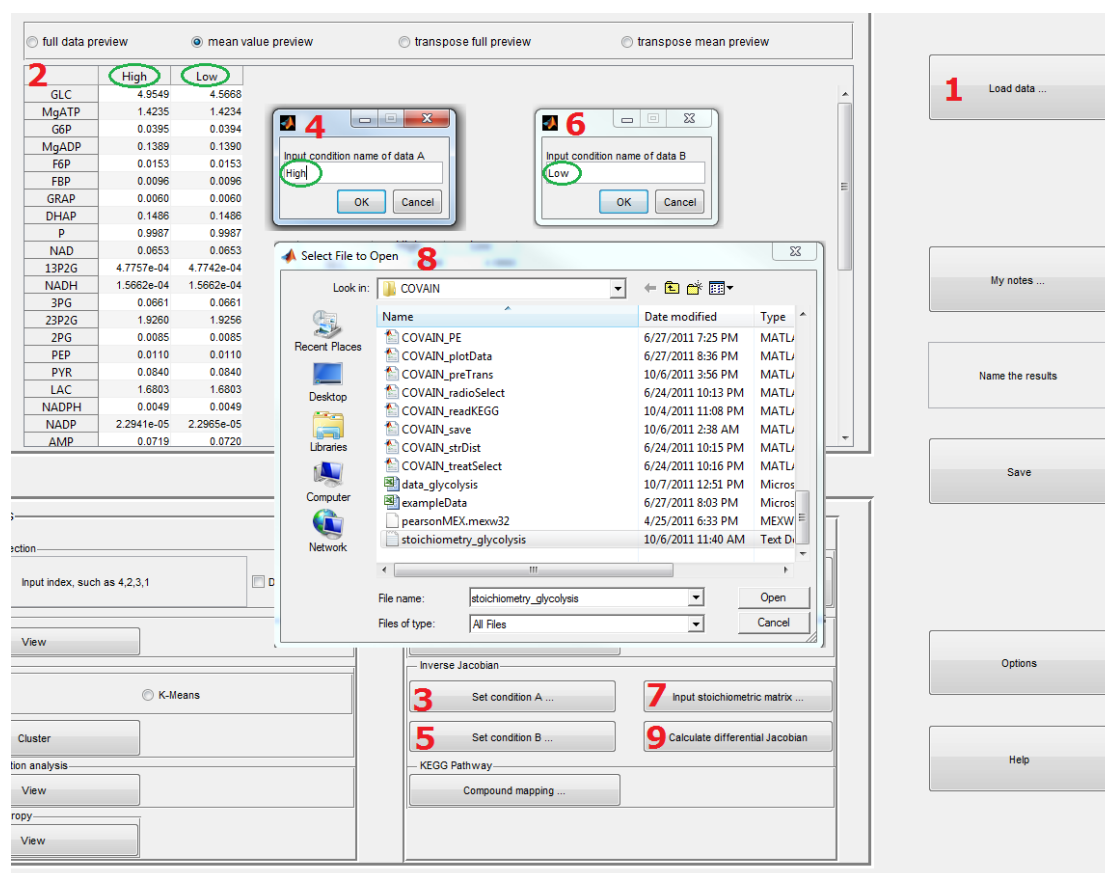 full data preview mean value preview transpose full preview transpose mean preview
1 Load data ...
2 High Low
GLC 4.9549 4.5668
MgATP 1.4235 1.4234
G6P 0.0395 0.0394
MgADP 0.1389 0.1390
F6P 0.0153 0.0153
FBP 0.0096 0.0096
GRAP 0.0060 0.0060
DHAP 0.1486 0.1486
P 0.9987 0.9987
NAD 0.0653 0.0653
13P2G 4.7757e-04 4.7742e-04
NADH 1.5662e-04 1.5662e-04
3PG 0.0661 0.0661
23P2G 1.9260 1.9256
2PG 0.0085 0.0085
PEP 0.0110 0.0110
PYR 0.0840 0.0840
LAC 1.6803 1.6803
NADPH 0.0049 0.0049
NADP 2.2941e-05 2.2965e-05
AMP 0.0719 0.0720
4
Input condition name of data A
High
OK Cancel
6
Input condition name of data B
Low
OK Cancel
Select File to Open 8
Look in: COVAIN
Name Date modified Type
COVAIN_PE 6/27/2011 7:25 PM MATL
COVAIN_plotData 6/27/2011 8:36 PM MATL
COVAIN_preTrans 10/6/2011 3:56 PM MATL
COVAIN_radioSelect 6/24/2011 10:13 PM MATL
COVAIN_readKEGG 10/4/2011 11:08 PM MATL
COVAIN_save 10/6/2011 2:38 AM MATL
COVAIN_strDist 6/24/2011 10:15 PM MATL
COVAIN_treatSelect 6/24/2011 10:16 PM MATL
data_glycolysis 10/7/2011 12:51 PM Micros
exampleData 6/27/2011 8:03 PM Micros
pearsonMEX.mexw32 4/25/2011 6:33 PM MEXW
stoichiometry_glycolysis 10/6/2011 11:40 AM Text D
Recent Places
Desktop
Libraries
Computer
Network
File name: stoichiometry_glycolysis Open
Files of type: All Files Cancel
My notes ...
Name the results
Save
Options
Help
ection
Input index, such as 4,2,3,1 D
View
K-Means
Cluster
tion analysis
View
ropy
View
Inverse Jacobian
3 Set condition A ... 7 Input stoichiometric matrix ...
5 Set condition B ... 9 Calculate differential Jacobian
KEGG Pathway
Compound mapping ...